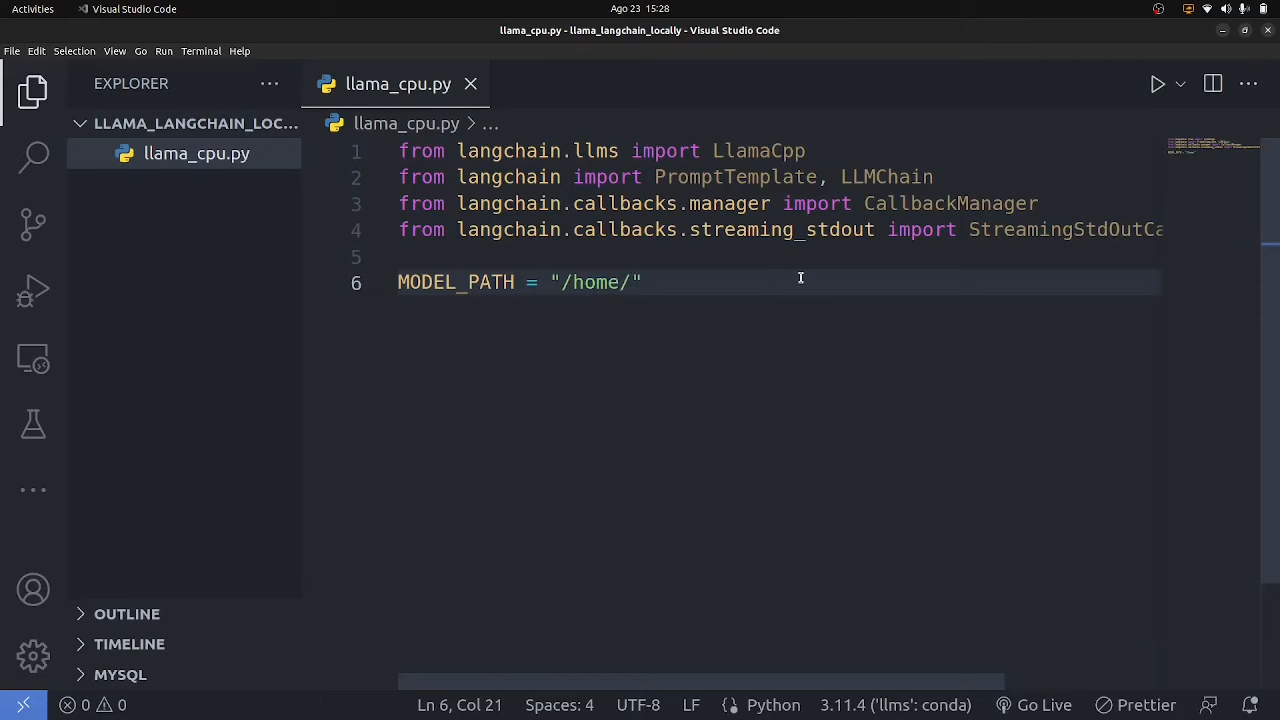 Activities Visual Studio Code Ago 23 15:28
llama_cpu.py - llama_langchain_locally - Visual Studio Code
File Edit Selection View Go Run Terminal Help
EXPLORER
llama_cpu.py
LLAMA_LANGCHAIN_LOC...
llama_cpu.py
llama_cpu.py > ...
1 from langchain.llms import LlamaCpp
2 from langchain import PromptTemplate, LLMChain
3 from langchain.callbacks.manager import CallbackManager
4 from langchain.callbacks.streaming_stdout import StreamingStdOutCa
5
6 MODEL_PATH = "/home/"
OUTLINE
TIMELINE
MYSQL
0 0 Ln 6, Col 21 Spaces: 4 UTF-8 LF Python 3.11.4 ('llms': conda) Go Live Prettier